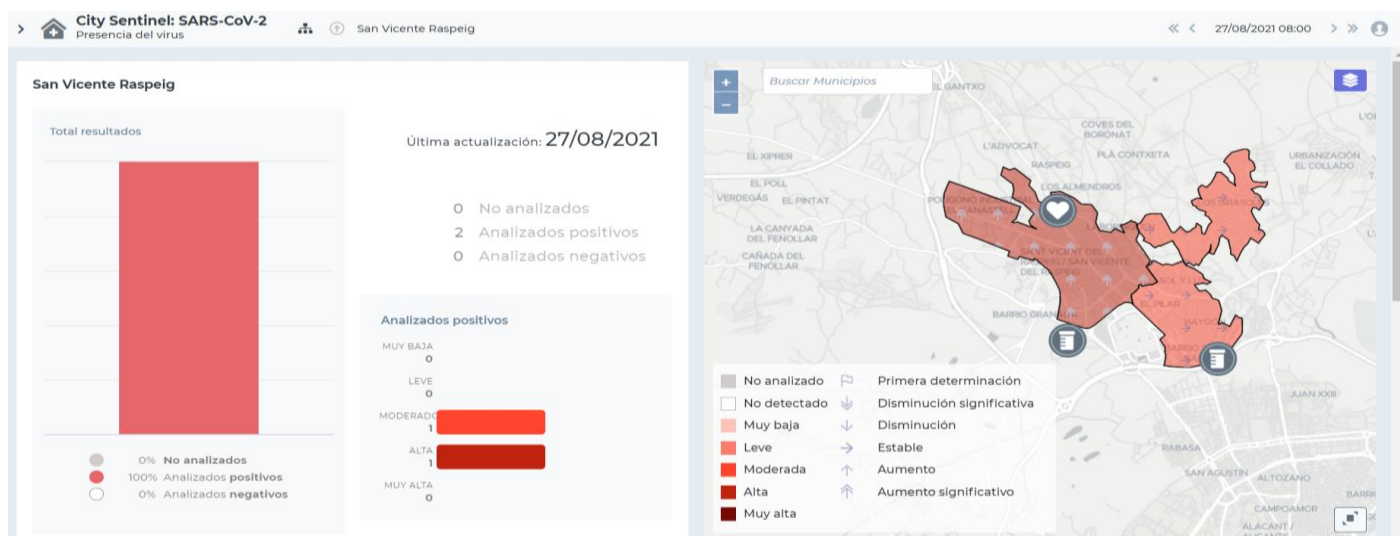 City Sentinel: SARS-CoV-2
Presencia del virus
San Vicente Raspeig
27/08/2021 08:00
San Vicente Raspeig
Total resultados
0% No analizados
100% Analizados positivos
0% Analizados negativos
Última actualización: 27/08/2021
0 No analizados
2 Analizados positivos
0 Analizados negativos
Analizados positivos
MUY BAJA
0
LEVE
0
MODERADO
1
ALTA
1
MUY ALTA
0
+
Buscar Municipios
−
EL GANTXO
COVES DEL
BORONAT
L'ADVOCAT
PLÀ CONTXETA
EL XIPRER
RASPEIG
URBANIZACIÓN
EL COLLADO
EL POLL
LOS ALMENDROS
VERDEGÁS
EL PINTAT
LA CANYADA
DEL FENOLLAR
CAÑADA DEL
FENOLLAR
EL PILAR
JUAN XXIII
RABASA
SAN AGUSTÍN
ALTOZANO
CAMPOAMOR
ALACANT /
No analizado
Primera determinación
No detectado
Disminución significativa
Muy baja
Disminución
Leve
Estable
Moderada
Aumento
Alta
Aumento significativo
Muy alta